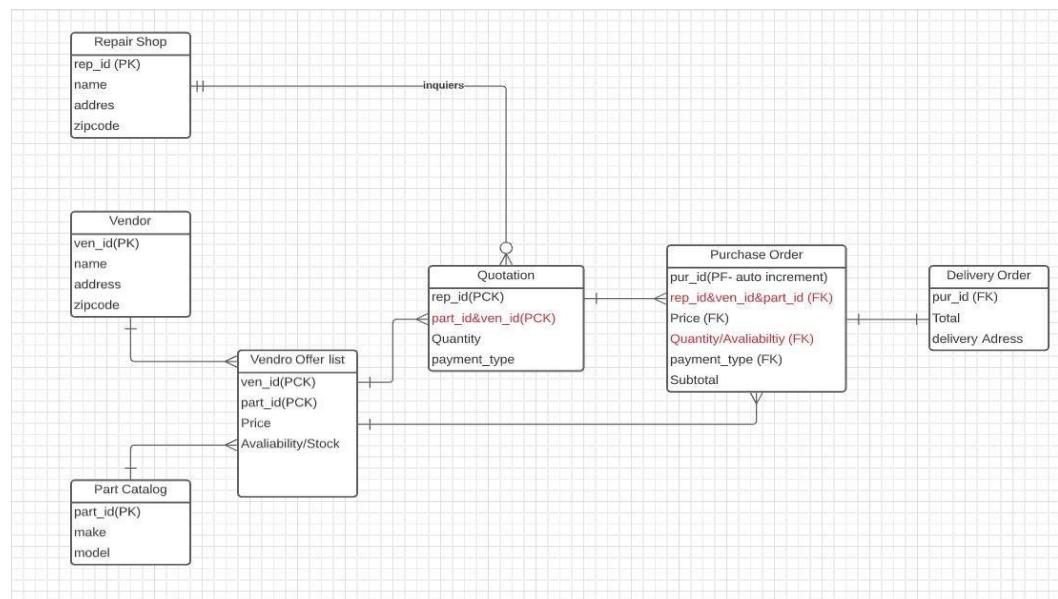 Repair Shop
rep_id (PK)
name
addres
zipcode
inquiers
Vendor
ven_id(PK)
name
address
zipcode
Quotation
rep_id(PCK)
part_id&ven_id(PCK)
Quantity
payment_type
Purchase Order
pur_id(PF- auto increment)
rep_id&ven_id&part_id (FK)
Price (FK)
Quantity/Avaliabiltiy (FK)
payment_type (FK)
Subtotal
Delivery Order
pur_id (FK)
Total
delivery Adress
Vendro Offer list
ven_id(PCK)
part_id(PCK)
Price
Avaliability/Stock
Part Catalog
part_id(PK)
make
model